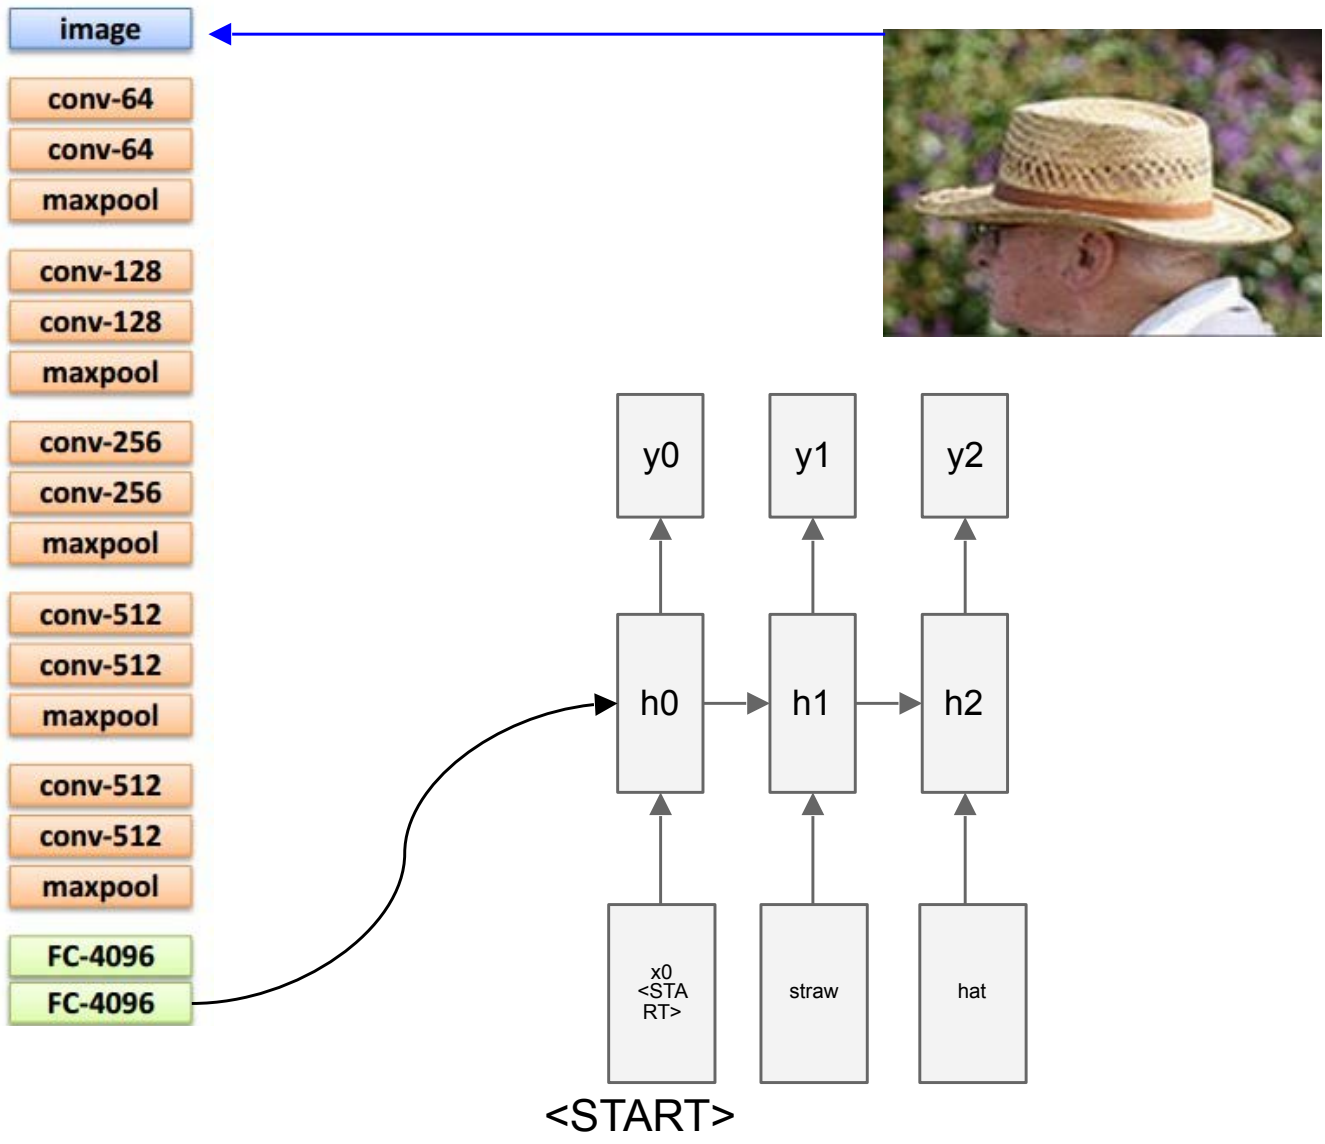 image
conv-64
conv-64
maxpool
conv-128
conv-128
maxpool
conv-256
conv-256
maxpool
conv-512
conv-512
maxpool
conv-512
conv-512
maxpool
FC-4096
FC-4096
y0
y1
y2
h0
h1
h2
x0
<STA
RT>
straw
hat
<START>